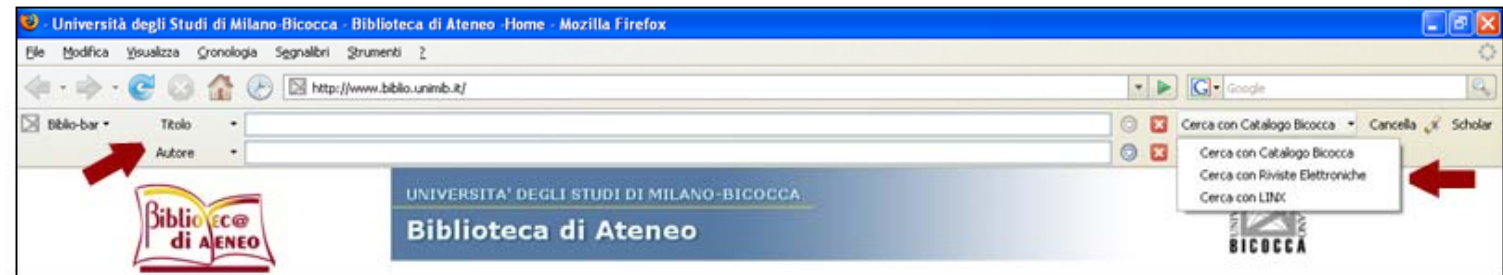 - Università degli Studi di Milano-Bicocca - Biblioteca di Ateneo -Home - Mozilla Firefox
File Modifica Visualizza Cronologia Segnalibri Strumenti ?
http://www.biblio.unimib.it/ G Google
Biblio-bar Titolo Cerca con Catalogo Bicocca Cancella Scholar
Autore Cerca con Catalogo Bicocca
Cerca con Riviste Elettroniche
Cerca con LINX
UNIVERSITA' DEGLI STUDI DI MILANO-BICOCCA
Bibliotec@
di ATENEO
Biblioteca di Ateneo
BICOCCA